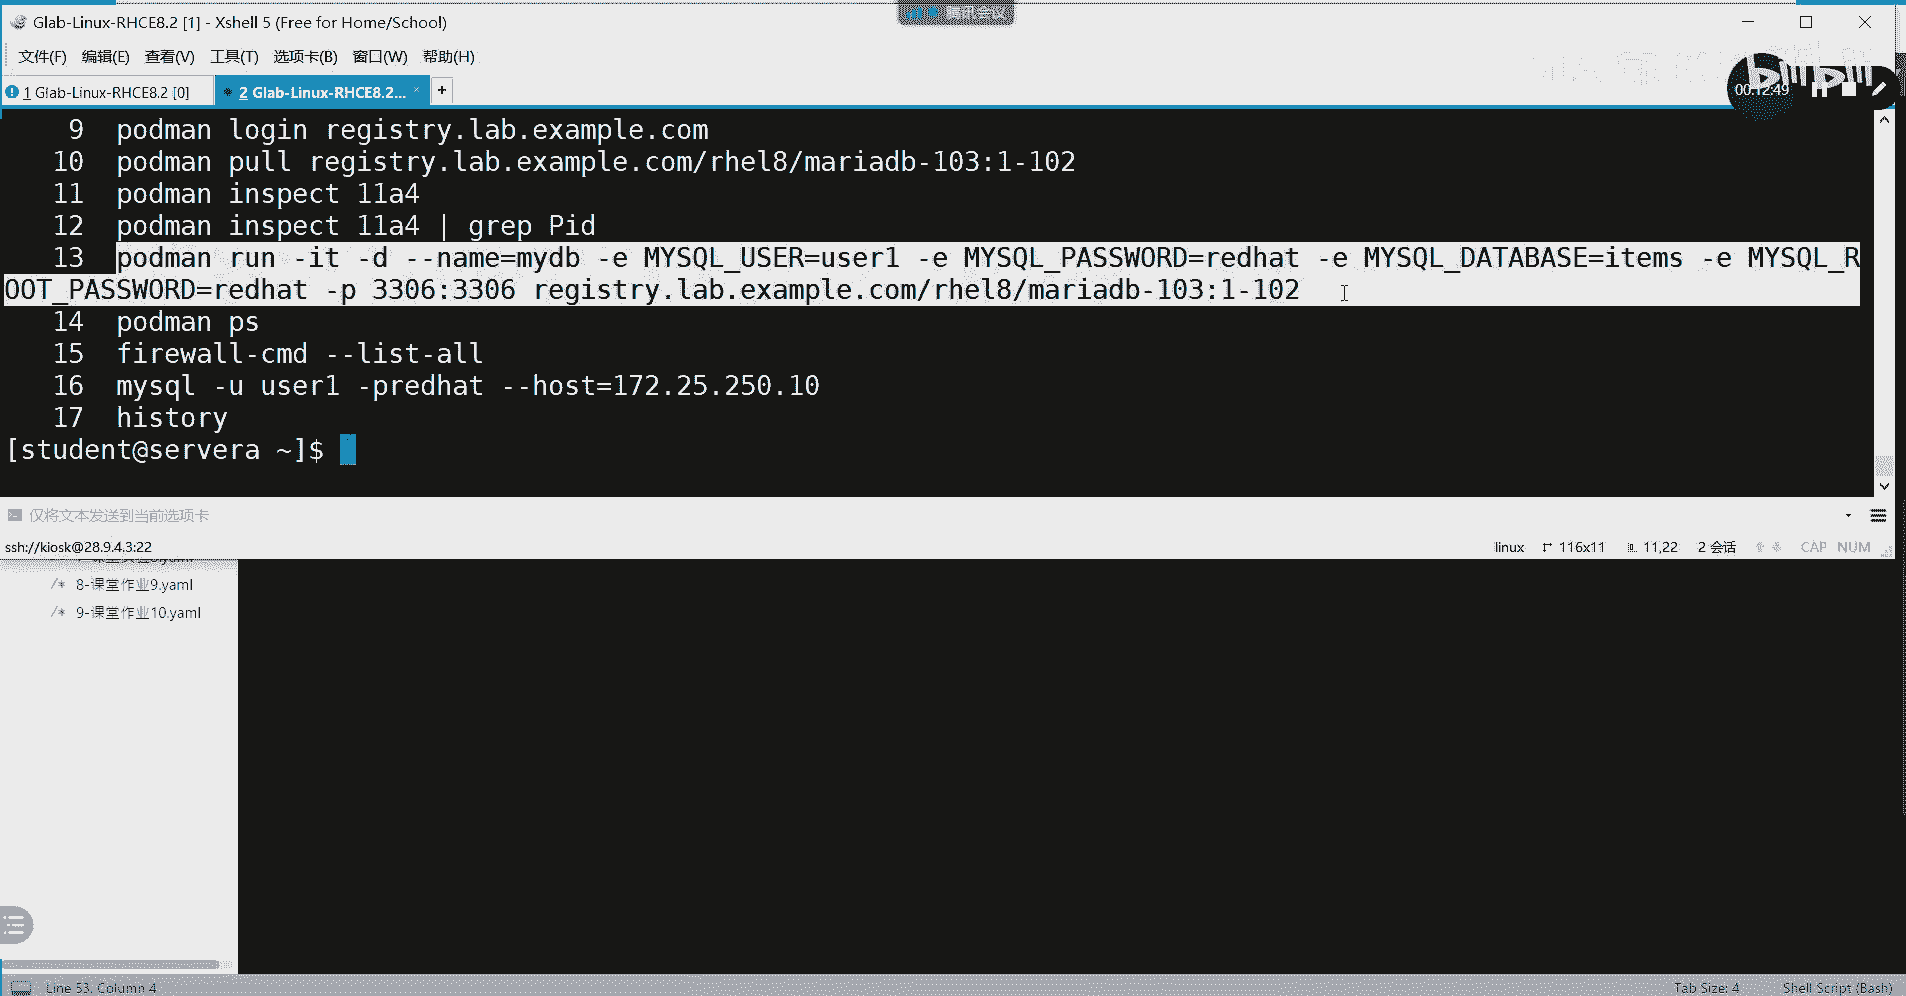 Glab-Linux-RHCE8.2 [1] - Xshell 5 (Free for Home/School)
腾讯会议
文件(F) 编辑(E) 查看(V) 工具(T) 选项卡(B) 窗口(W) 帮助(H)
00:12:49
1 Glab-Linux-RHCE8.2 [0] 2 Glab-Linux-RHCE8.2... × +
9 podman login registry.lab.example.com
10 podman pull registry.lab.example.com/rhel8/mariadb-103:1-102
11 podman inspect 11a4
12 podman inspect 11a4 | grep Pid
13 podman run -it -d --name=mydb -e MYSQL_USER=user1 -e MYSQL_PASSWORD=redhat -e MYSQL_DATABASE=items -e MYSQL_R
OOT_PASSWORD=redhat -p 3306:3306 registry.lab.example.com/rhel8/mariadb-103:1-102
14 podman ps
15 firewall-cmd --list-all
16 mysql -u user1 -predhat --host=172.25.250.10
17 history
[student@servera ~]$
仅将文本发送到当前选项卡
ssh://kiosk@28.9.4.3:22 linux 116x11 11,22 2 会话 CAP NUM
/* 8-课堂作业9.yaml
/* 9-课堂作业10.yaml
Line 53, Column 4 Tab Size: 4 Shell Script (Bash)